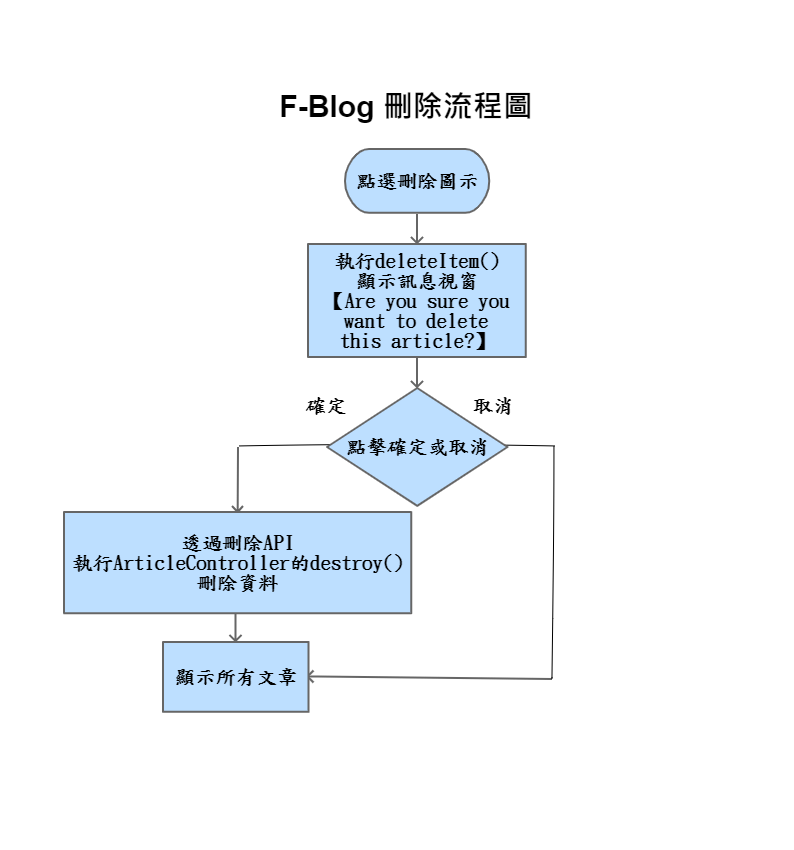 F-Blog 刪除流程圖
點選刪除圖示
執行deleteItem()
顯示訊息視窗
【Are you sure you
want to delete
this article?】
確定
取消
點擊確定或取消
透過刪除API
執行ArticleController的destroy()
刪除資料
顯示所有文章